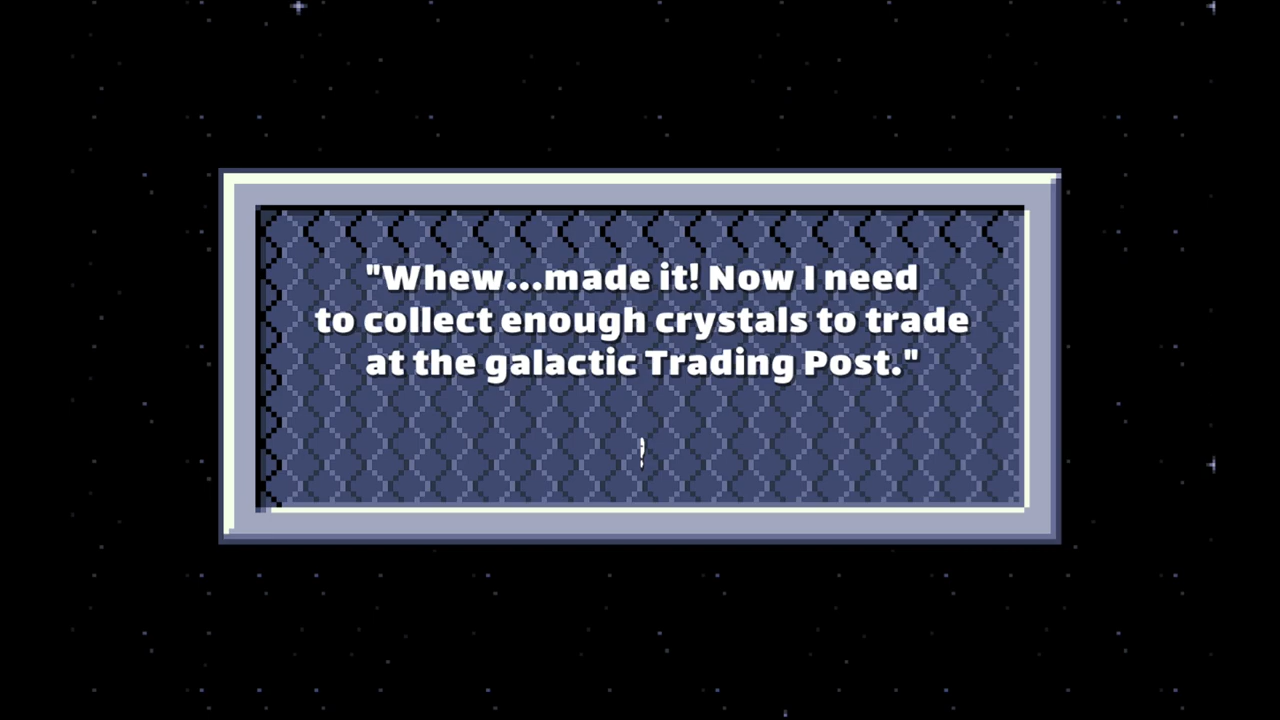 "Whew...made it! Now I need
to collect enough crystals to trade
at the galactic Trading Post."